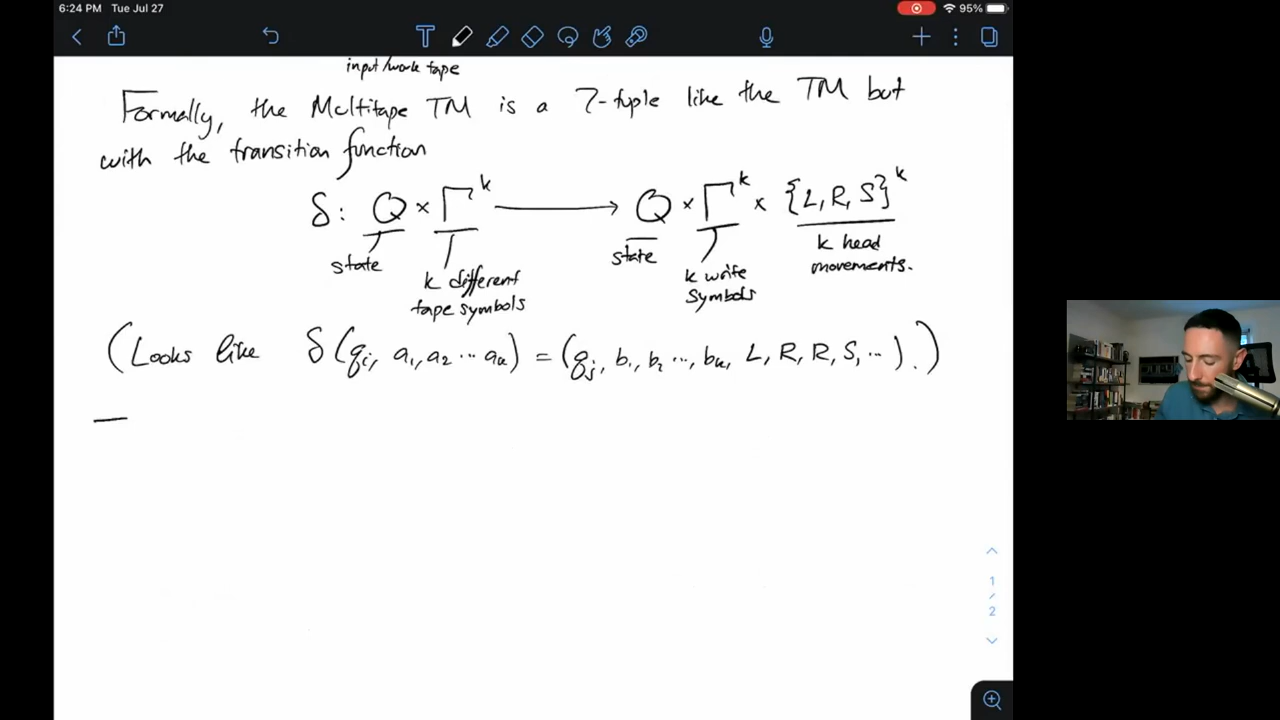 6:24 PM Tue Jul 27
95%
T
input/work tape
Formally, the Multitape TM is a 7-tuple like the TM but
with the transition function
δ: Q × Γ^k ⟶ Q × Γ^k × {L, R, S}^k
state
k different
tape symbols
state
k write
symbols
k head
movements.
(Looks like δ(q_i, a_1, a_2 ... a_k) = (q_j, b_1, b_2 ..., b_k, L, R, R, S, ...).)
1
/
2